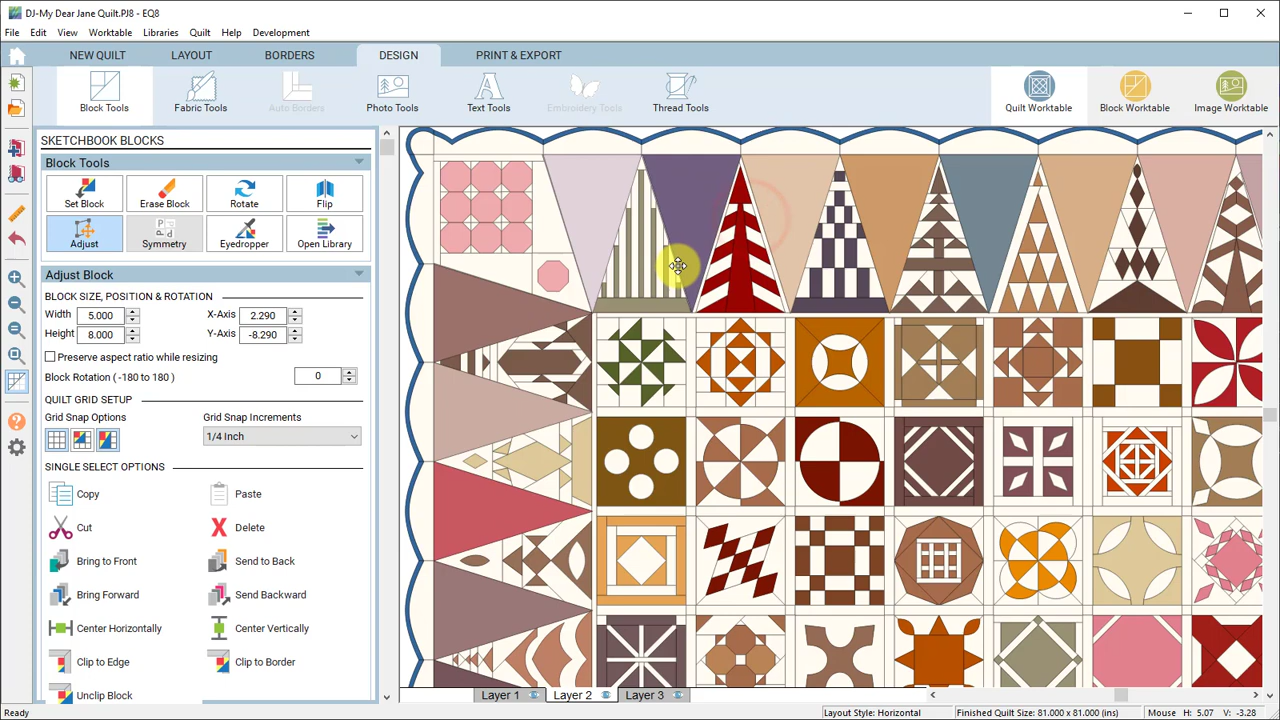 DJ-My Dear Jane Quilt.PJ8 - EQ8
File Edit View Worktable Libraries Quilt Help Development
NEW QUILT LAYOUT BORDERS DESIGN PRINT & EXPORT
Block Tools Fabric Tools Auto Borders Photo Tools Text Tools Embroidery Tools Thread Tools Quilt Worktable Block Worktable Image Worktable
SKETCHBOOK BLOCKS
Block Tools
Set Block Erase Block Rotate Flip
Adjust Symmetry Eyedropper Open Library
Adjust Block
BLOCK SIZE, POSITION & ROTATION
Width 5.000 X-Axis 2.290
Height 8.000 Y-Axis -8.290
Preserve aspect ratio while resizing
Block Rotation (-180 to 180 ) 0
QUILT GRID SETUP
Grid Snap Options Grid Snap Increments
1/4 Inch
SINGLE SELECT OPTIONS
Copy Paste
Cut Delete
Bring to Front Send to Back
Bring Forward Send Backward
Center Horizontally Center Vertically
Clip to Edge Clip to Border
Unclip Block
Layer 1 Layer 2 Layer 3
Ready Layout Style: Horizontal Finished Quilt Size: 81.000 x 81.000 (ins) Mouse H: 5.07 V: -3.28